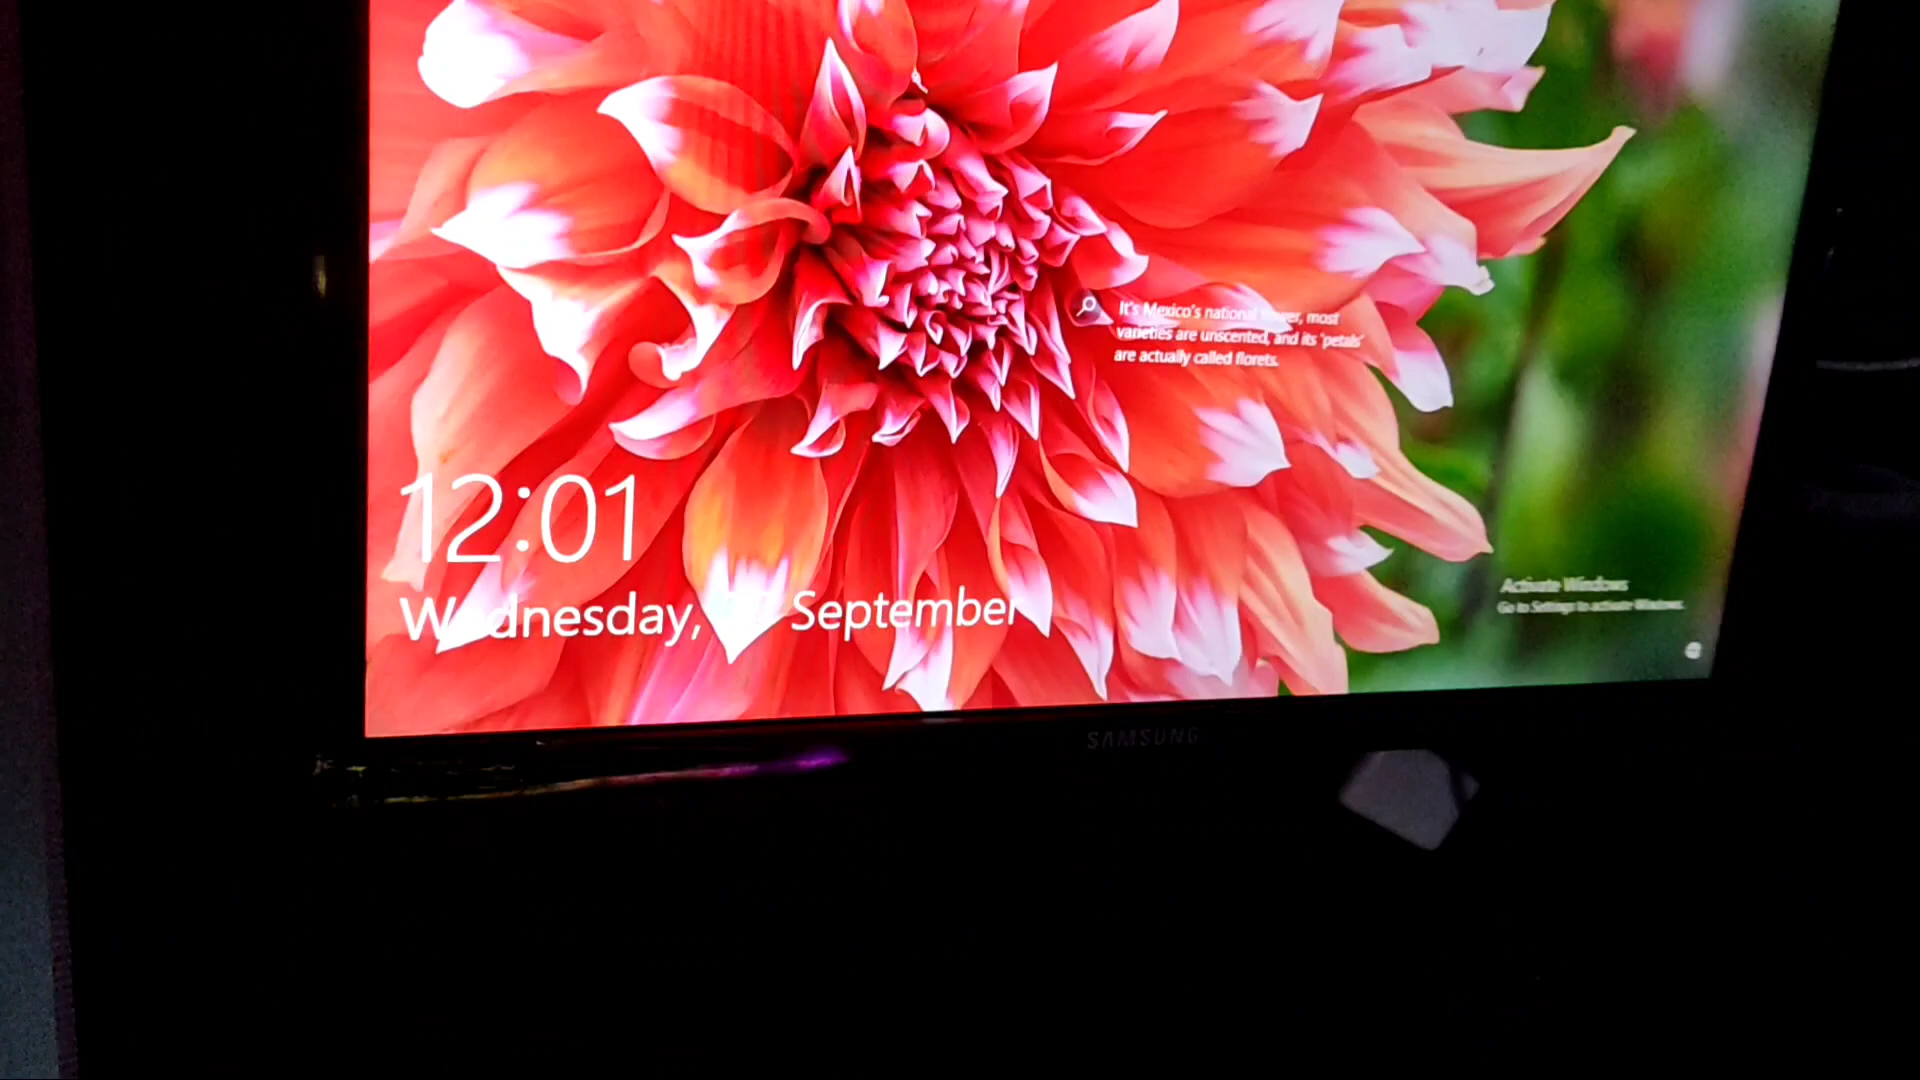 It's Mexico's national flower, most
varieties are unscented, and its 'petals'
are actually called florets.
12:01
Wednesday, September
Activate Windows
Go to Settings to activate Windows.
SAMSUNG